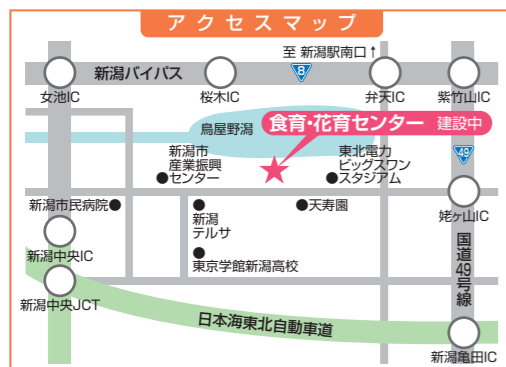 アクセスマップ
至 新潟駅南口↑
新潟バイパス
8
女池IC
桜木IC
弁天IC
紫竹山IC
鳥屋野潟
食育・花育センター 建設中
49
新潟市
産業振興
センター
東北電力
ビッグスワン
スタジアム
新潟市民病院
新潟
テルサ
天寿園
姥ヶ山IC
新潟中央IC
東京学館新潟高校
国道49号線
新潟中央JCT
日本海東北自動車道
新潟亀田IC